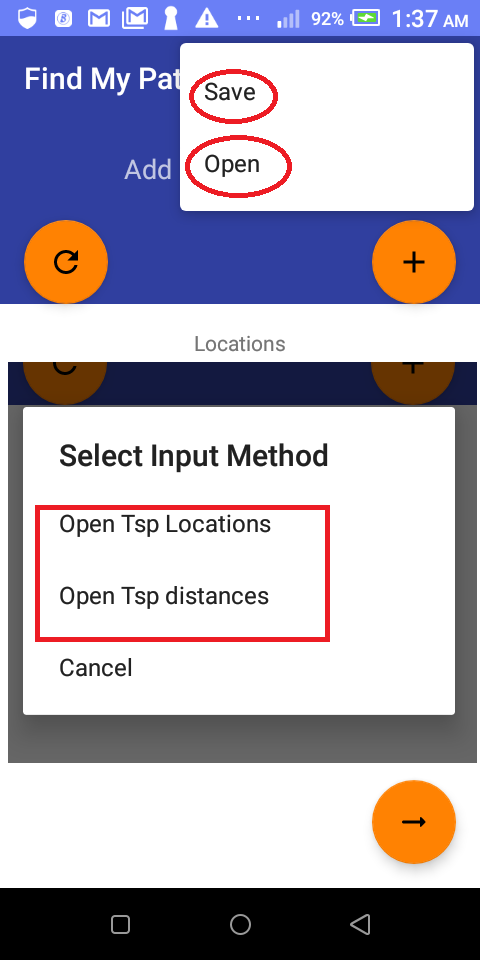 92% 1:37 AM
Find My Pat
Save
Add
Open
Locations
Select Input Method
Open Tsp Locations
Open Tsp distances
Cancel